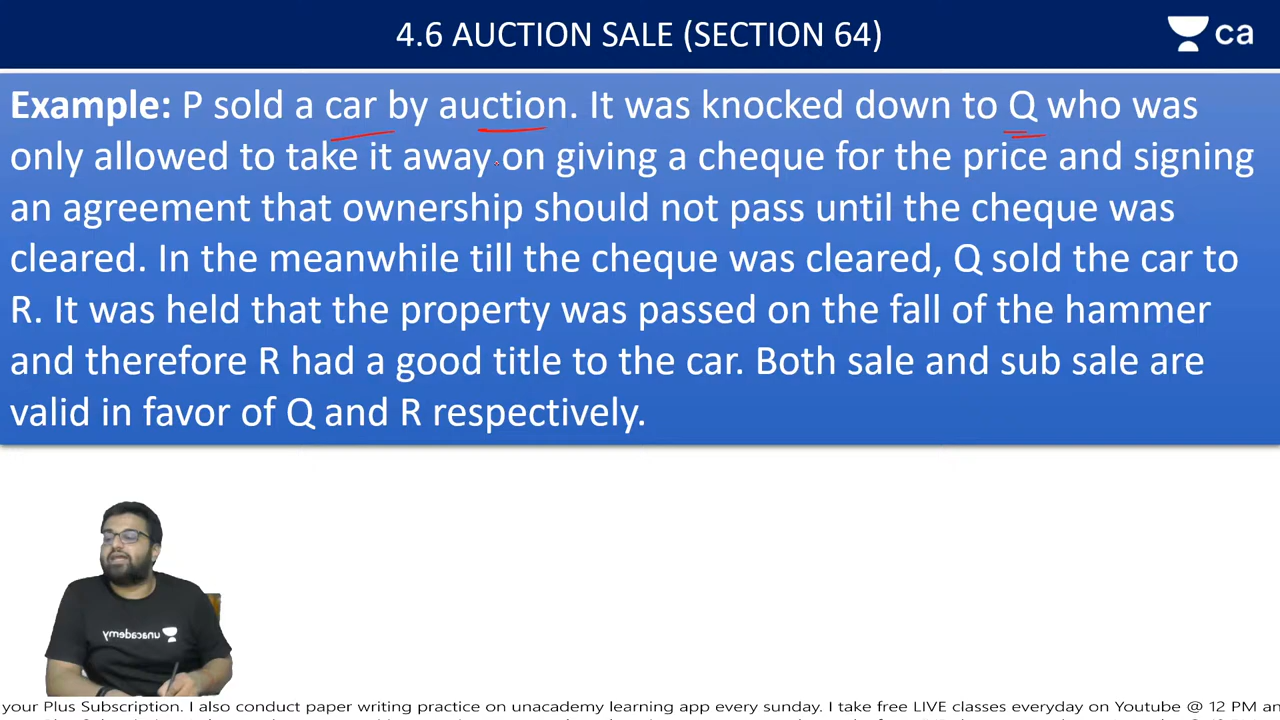 4.6 AUCTION SALE (SECTION 64)
ca
Example: P sold a car by auction. It was knocked down to Q who was
only allowed to take it away on giving a cheque for the price and signing
an agreement that ownership should not pass until the cheque was
cleared. In the meanwhile till the cheque was cleared, Q sold the car to
R. It was held that the property was passed on the fall of the hammer
and therefore R had a good title to the car. Both sale and sub sale are
valid in favor of Q and R respectively.
unacademy
your Plus Subscription. I also conduct paper writing practice on unacademy learning app every sunday. I take free LIVE classes everyday on Youtube @ 12 PM an